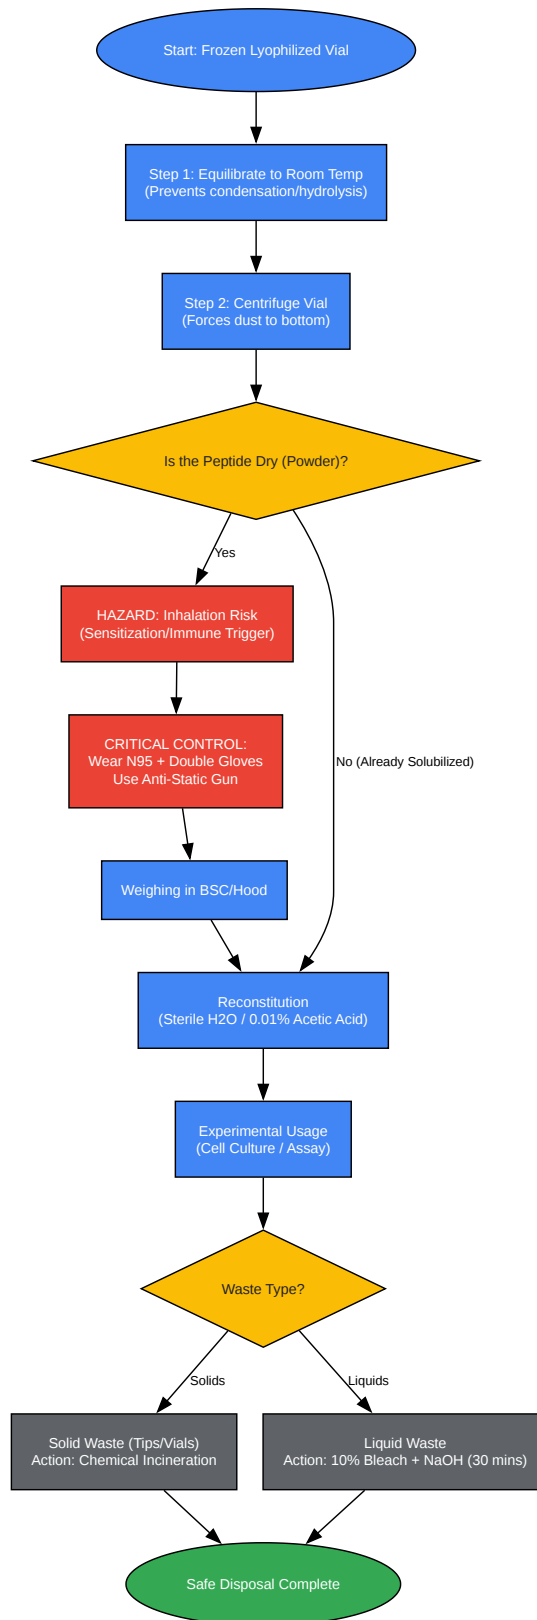 Start: Frozen Lyophilized Vial
Step 1: Equilibrate to Room Temp
(Prevents condensation/hydrolysis)
Step 2: Centrifuge Vial
(Forces dust to bottom)
Is the Peptide Dry (Powder)?
Yes
HAZARD: Inhalation Risk
(Sensitization/Immune Trigger)
CRITICAL CONTROL:
Wear N95 + Double Gloves
Use Anti-Static Gun
No (Already Solubilized)
Weighing in BSC/Hood
Reconstitution
(Sterile H2O / 0.01% Acetic Acid)
Experimental Usage
(Cell Culture / Assay)
Waste Type?
Solids
Liquids
Solid Waste (Tips/Vials)
Action: Chemical Incineration
Liquid Waste
Action: 10% Bleach + NaOH (30 mins)
Safe Disposal Complete